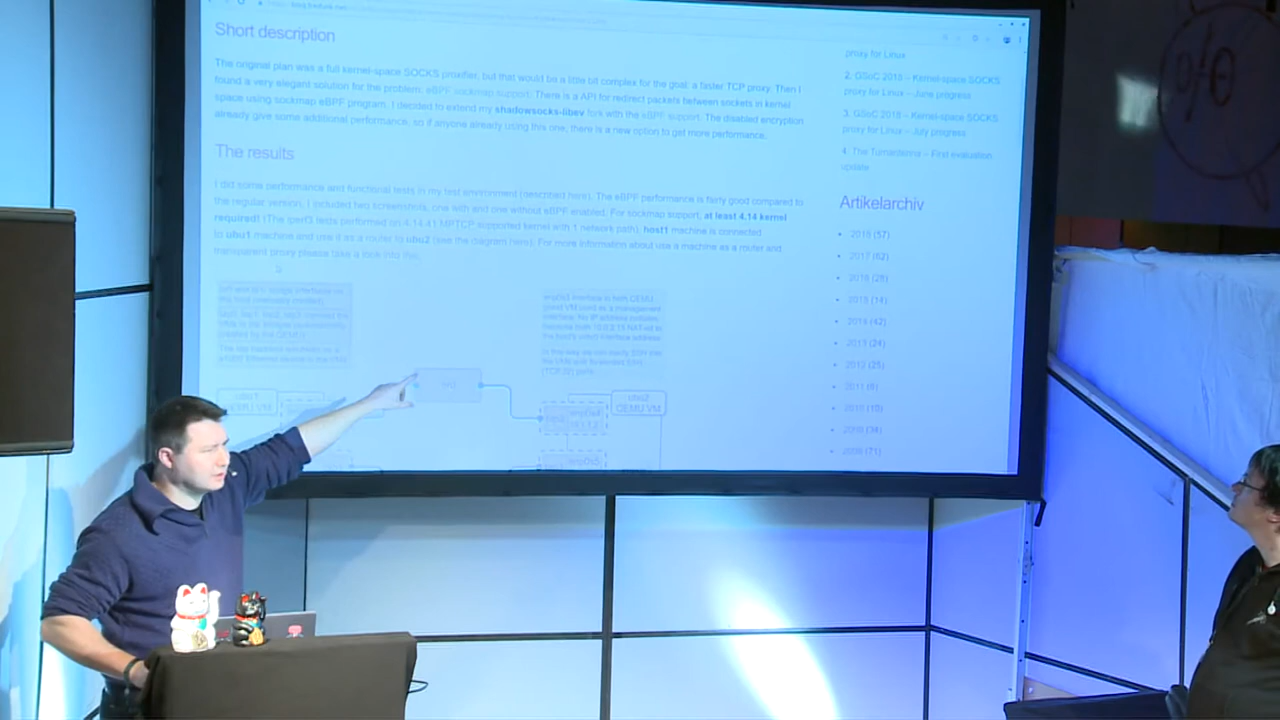 Short description
The original plan was a full kernel-space SOCKS proxifier, but that would be a little bit complex for the goal: a faster TCP proxy. Then I
found a very elegant solution for the problem, eBPF sockmap support. There is a API for redirect packets between sockets in kernel
space using sockmap eBPF program. I decided to extend my shadowsocks-libev fork with the eBPF support. The disabled encryption
already give some additional performance, so if anyone already using this one, there is a new option to get more performance.
The results
I did some performance and functional tests in my test environment (described here). The eBPF performance is fairly good compared to
the regular version. I included two screenshots, one with and one without eBPF enabled. For sockmap support, at least 4.14 kernel
required! (The iperf3 tests performed on 4.14.41 MPTCP supported kernel with 1 network path). host1 machine is connected
to ubu1 machine and use it as a router to ubu2 (see the diagram here). For more information about use a machine as a router and
transparent proxy please take a look into this.
ubu1
QEMU VM
ubu2
QEMU VM
proxy for Linux
2. GSoC 2018 – Kernel-space SOCKS
proxy for Linux – June progress
3. GSoC 2018 – Kernel-space SOCKS
proxy for Linux – July progress
4. The Turnantenna – First evaluation
update
Artikelarchiv
2018 (57)
2017 (62)
2016 (28)
2015 (14)
2014 (42)
2013 (24)
2012 (25)
2011 (6)